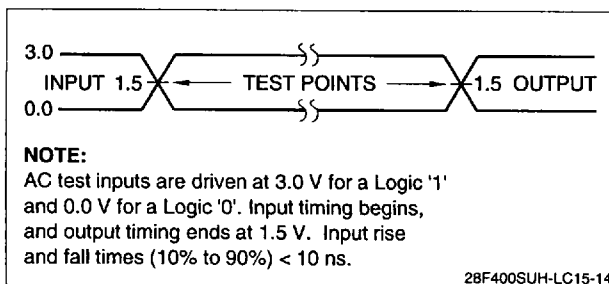 3.0
INPUT 1.5 TEST POINTS 1.5 OUTPUT
0.0
NOTE:
AC test inputs are driven at 3.0 V for a Logic '1'
and 0.0 V for a Logic '0'. Input timing begins,
and output timing ends at 1.5 V. Input rise
and fall times (10% to 90%) < 10 ns.
28F400SUH-LC15-14